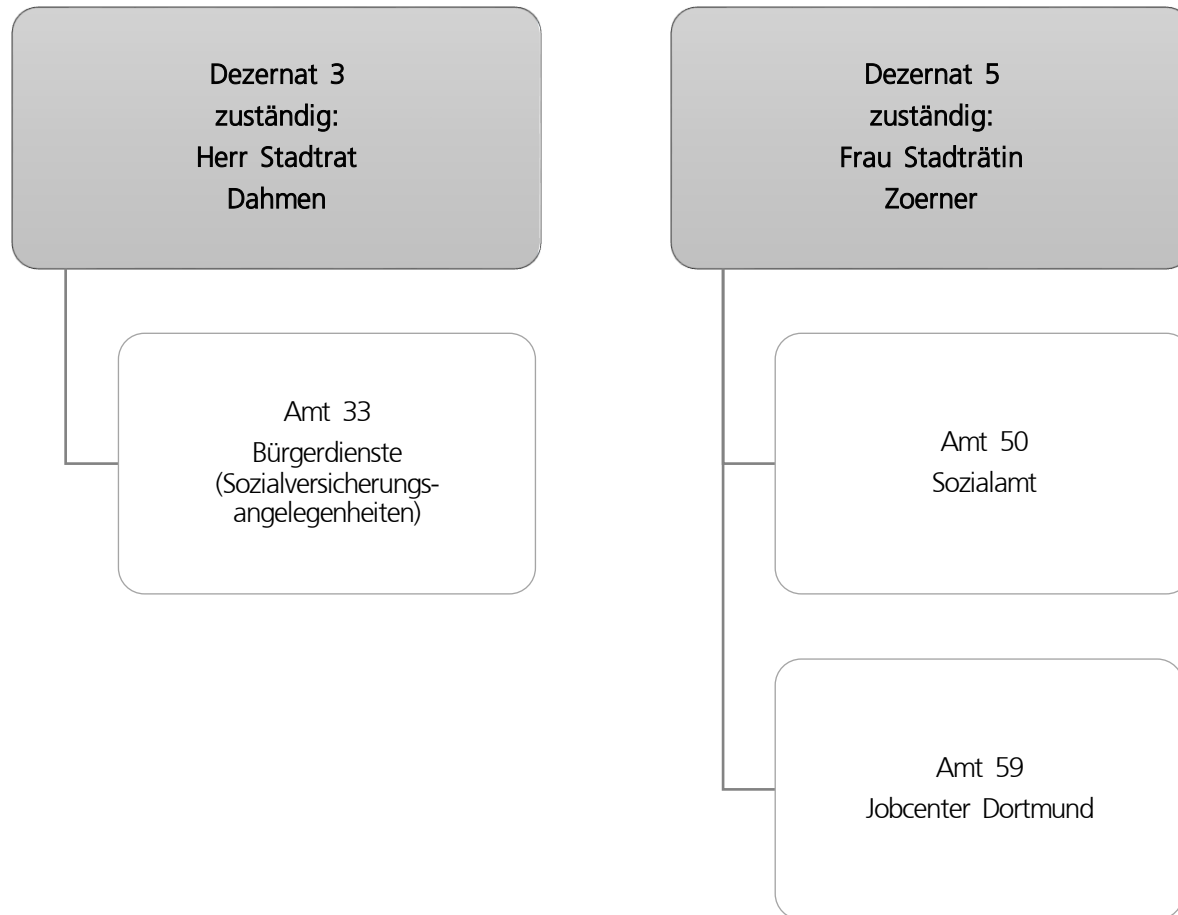 Dezernat 3
zuständig:
Herr Stadtrat
Dahmen
Amt 33
Bürgerdienste
(Sozialversicherungs-
angelegenheiten)
Dezernat 5
zuständig:
Frau Stadträtin
Zoerner
Amt 50
Sozialamt
Amt 59
Jobcenter Dortmund